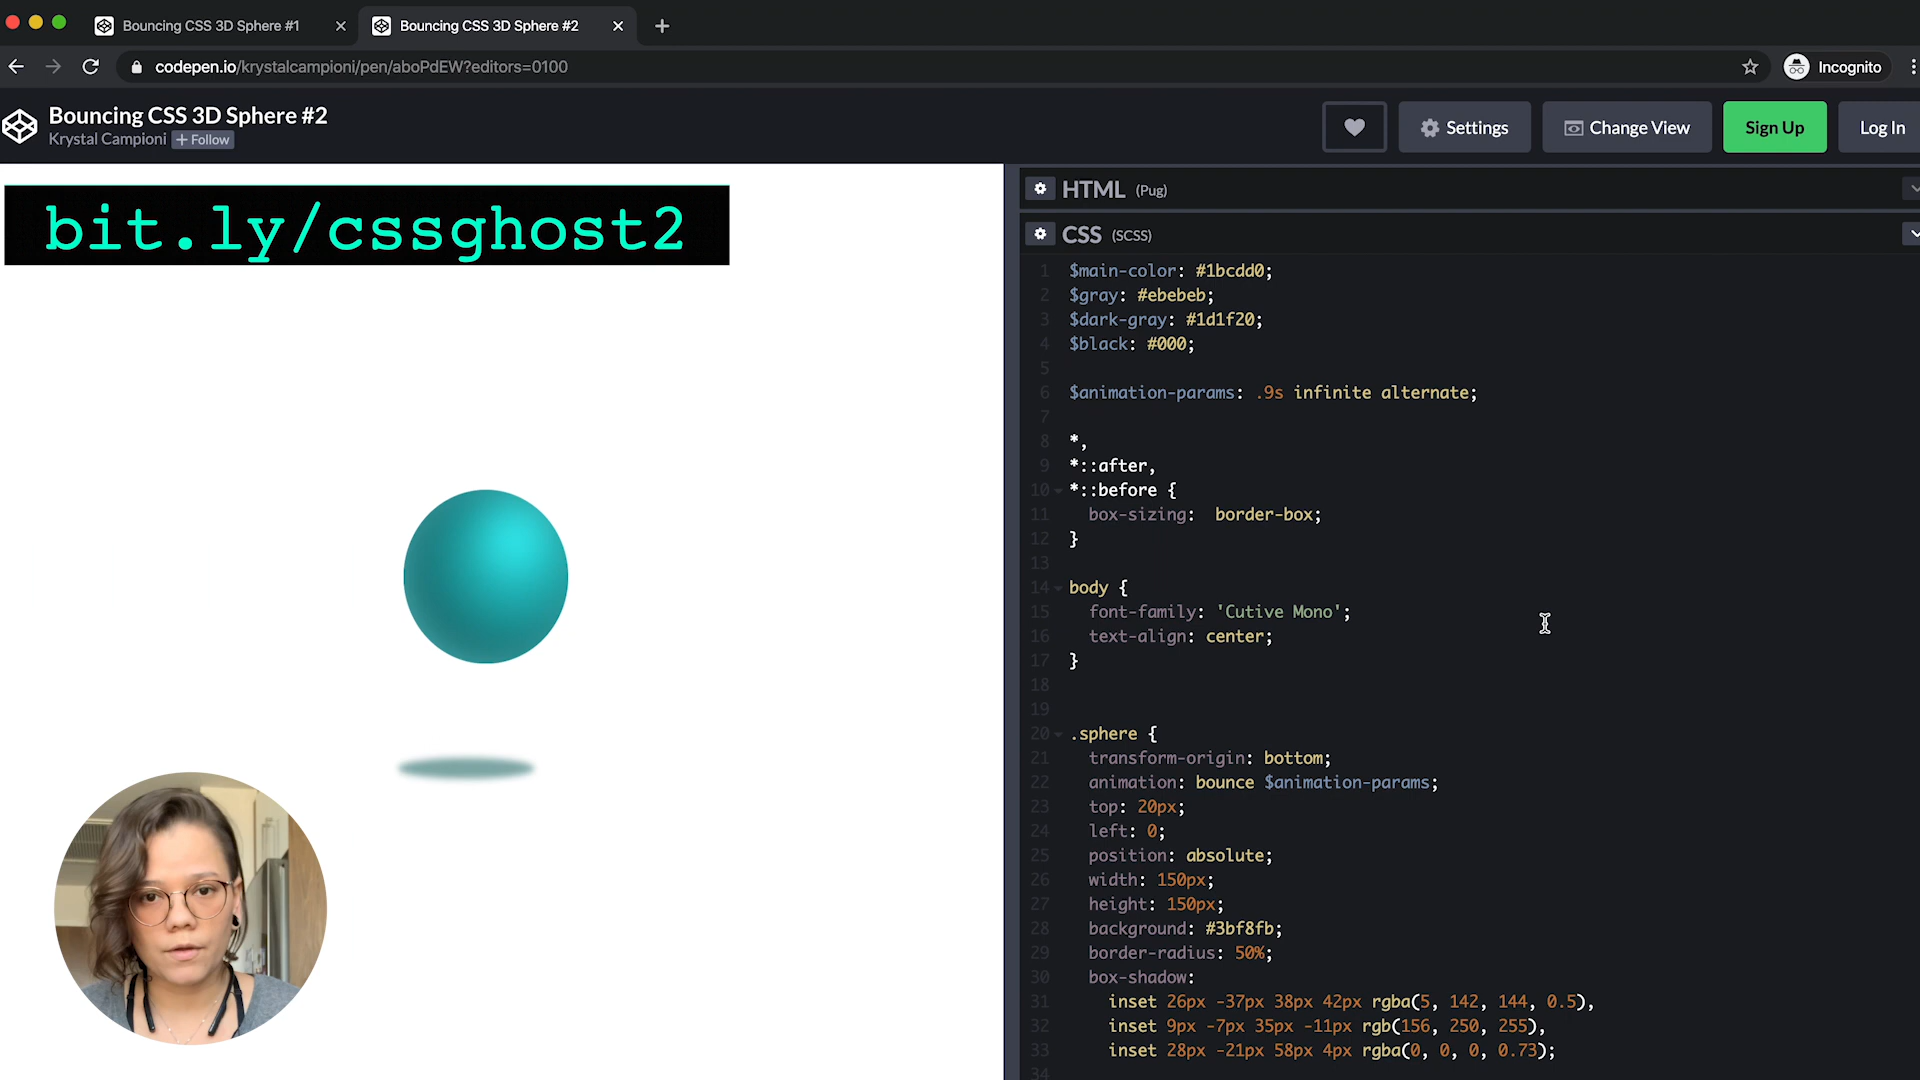 Bouncing CSS 3D Sphere #1
Bouncing CSS 3D Sphere #2
codepen.io/krystalcampioni/pen/aboPdEW?editors=0100
Incognito
Bouncing CSS 3D Sphere #2
Krystal Campioni + Follow
Settings
Change View
Sign Up
Log In
bit.ly/cssghost2
HTML (Pug)
CSS (SCSS)
1 $main-color: #1bcdd0;
2 $gray: #ebebeb;
3 $dark-gray: #1d1f20;
4 $black: #000;
5
6 $animation-params: .9s infinite alternate;
7
8 *,
9 *::after,
10 *::before {
11 box-sizing:  border-box;
12 }
13
14 body {
15 font-family: 'Cutive Mono';
16 text-align: center;
17 }
18
19
20 .sphere {
21 transform-origin: bottom;
22 animation: bounce $animation-params;
23 top: 20px;
24 left: 0;
25 position: absolute;
26 width: 150px;
27 height: 150px;
28 background: #3bf8fb;
29 border-radius: 50%;
30 box-shadow:
31 inset 26px -37px 38px 42px rgba(5, 142, 144, 0.5),
32 inset 9px -7px 35px -11px rgb(156, 250, 255),
33 inset 28px -21px 58px 4px rgba(0, 0, 0, 0.73);
34